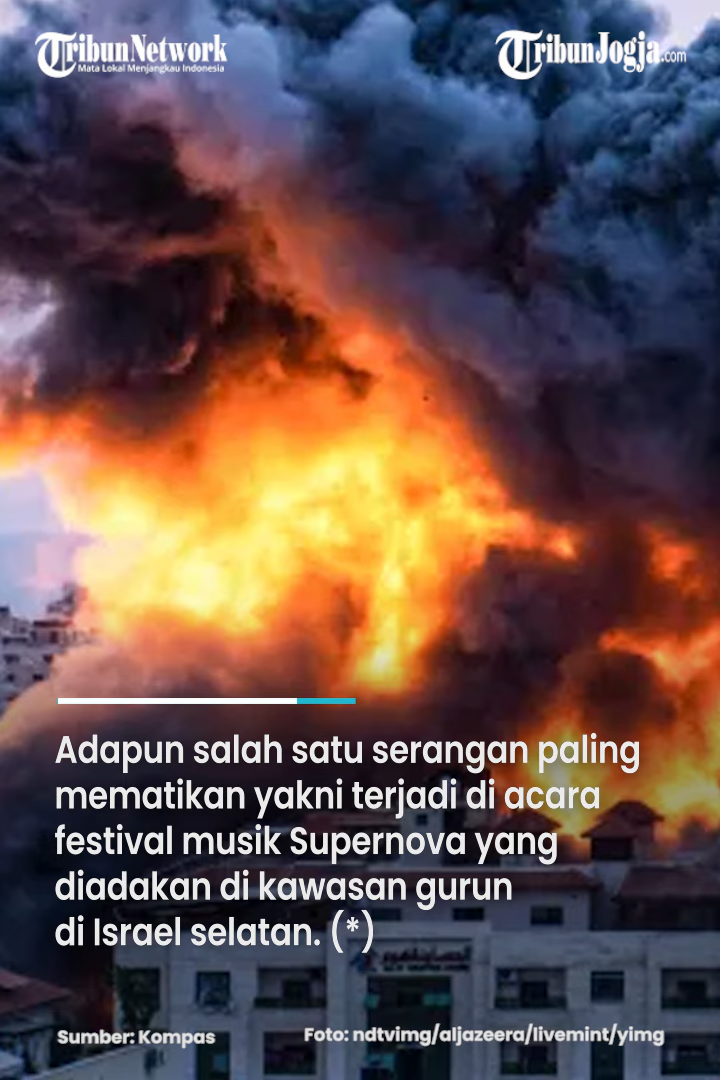 TribunNetwork
Mata Lokal Menjangkau Indonesia
TribunJogja.com
Adapun salah satu serangan paling
mematikan yakni terjadi di acara
festival musik Supernova yang
diadakan di kawasan gurun
di Israel selatan. (*)
Sumber: Kompas
Foto: ndtvimg/aljazeera/livemint/yimg